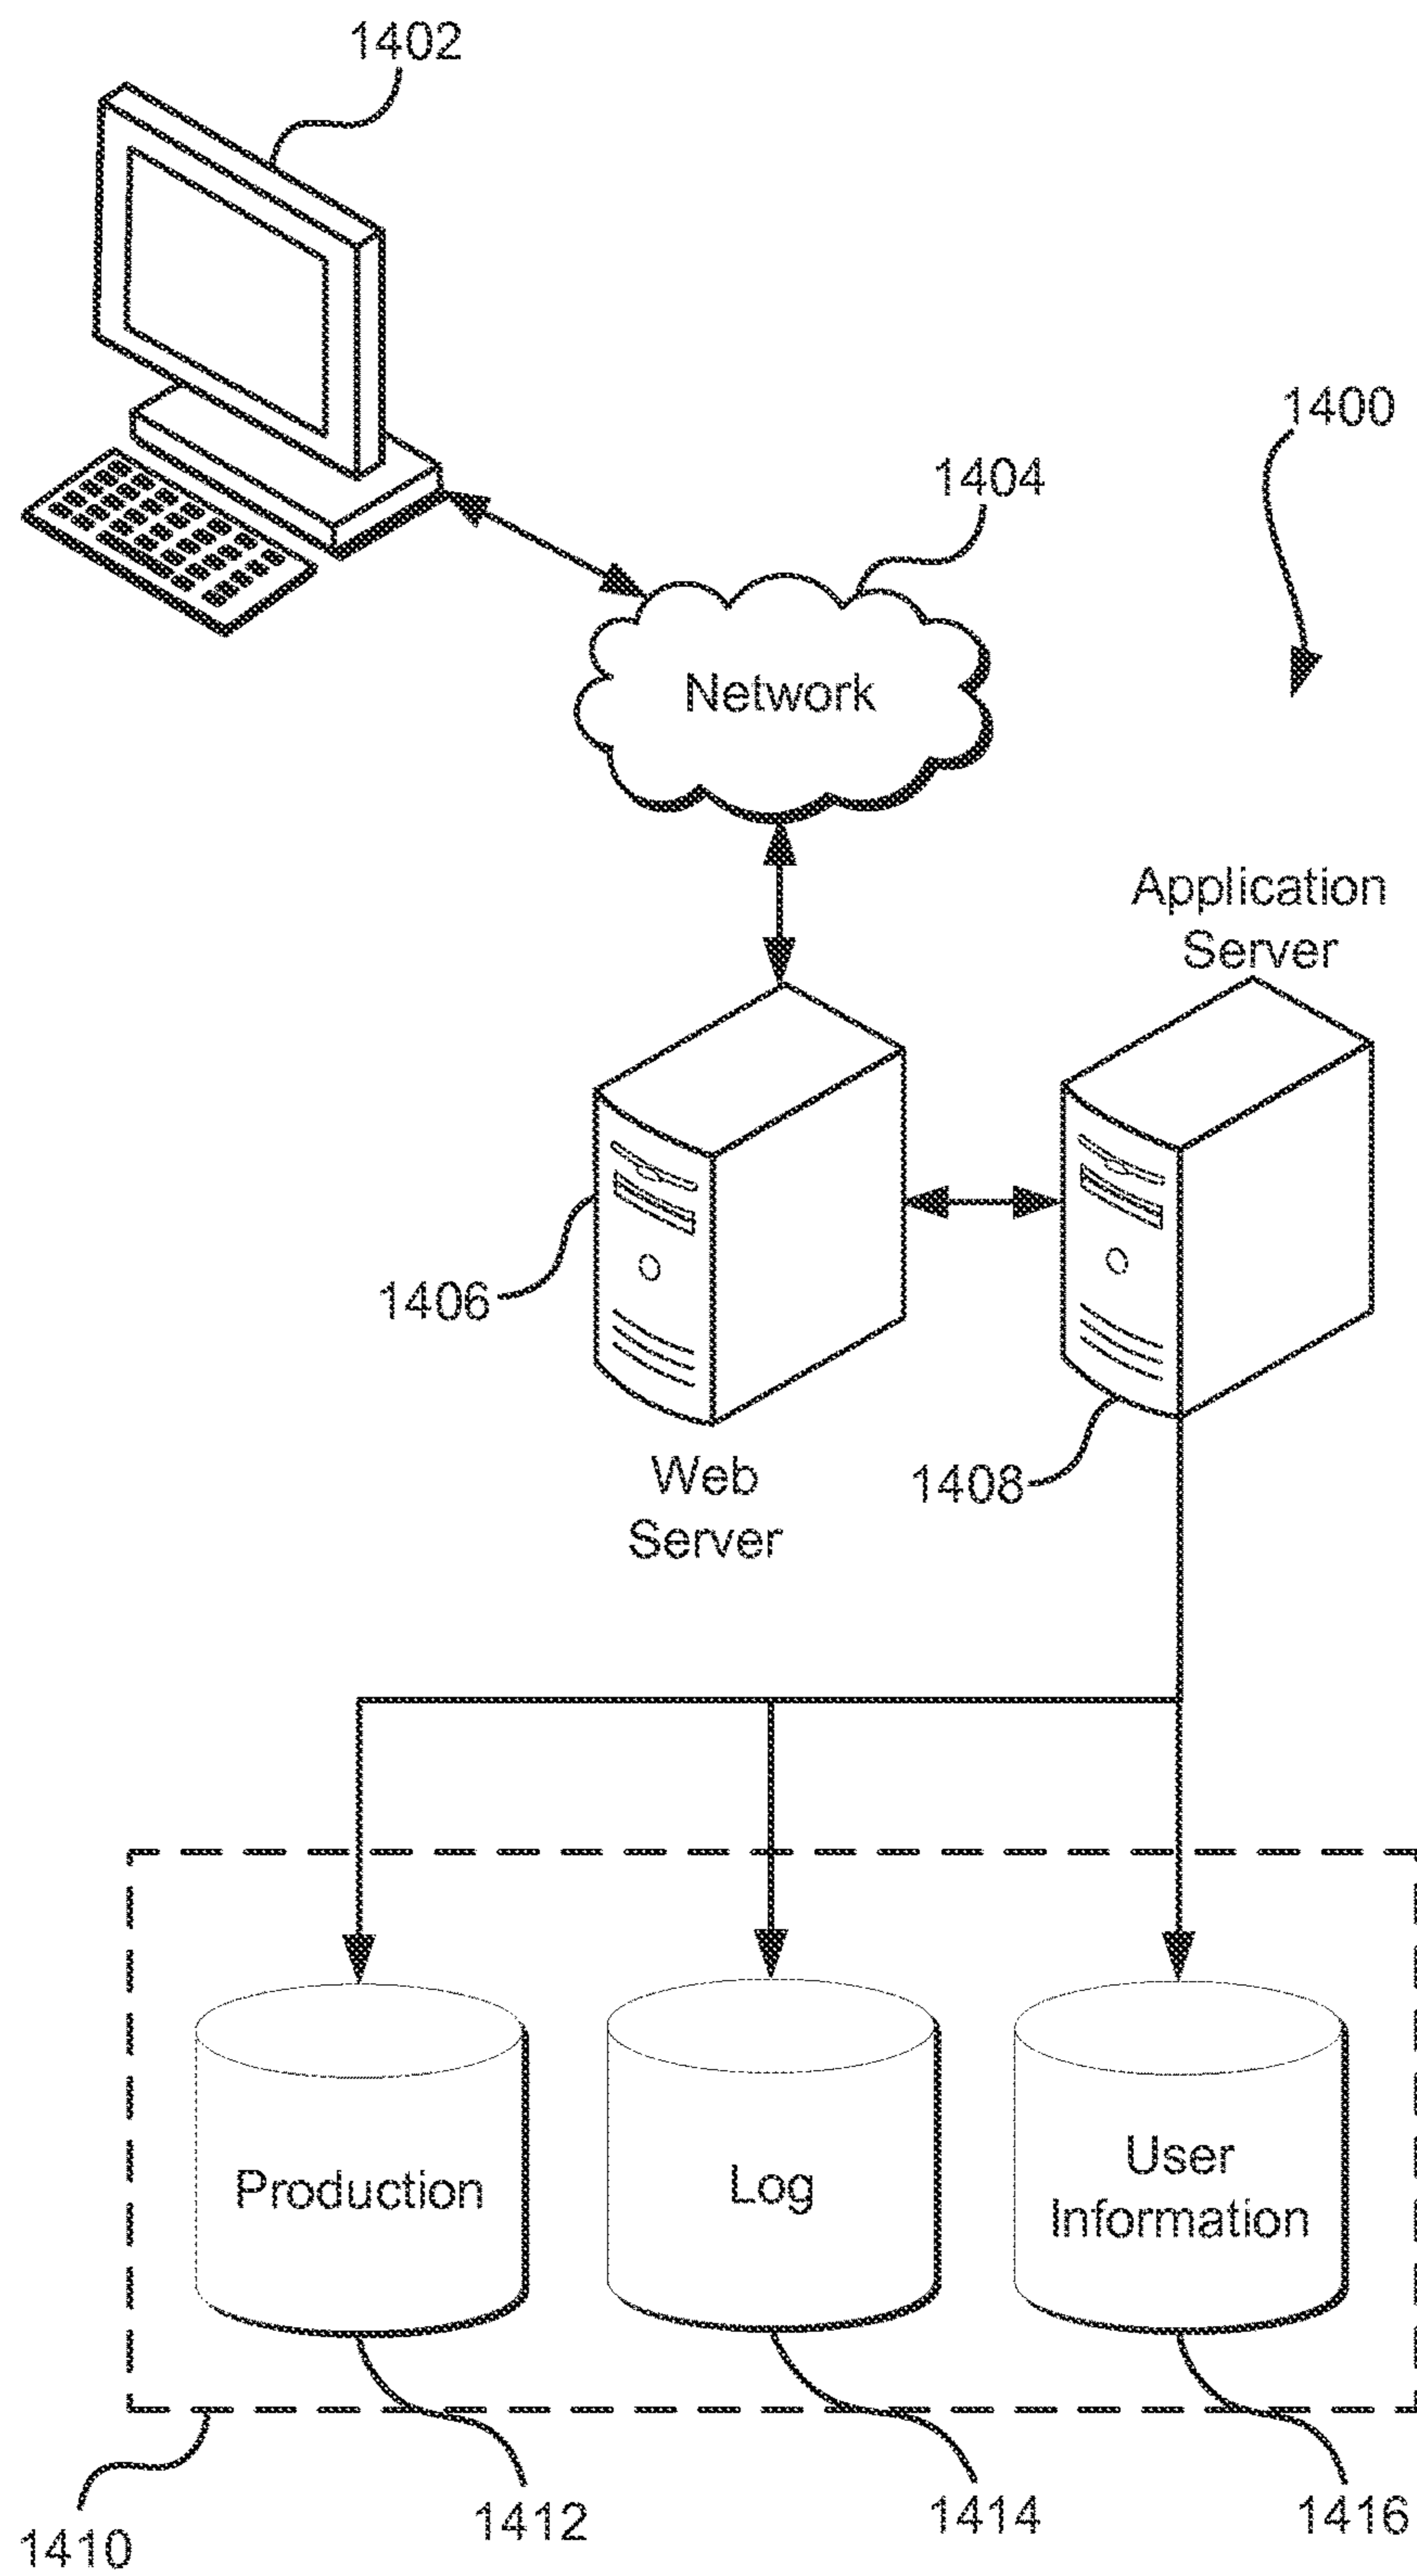 1402
1400
1404
Network
Application
Server
1406
Web
Server
1408
Production
Log
User
Information
1410
1412
1414
1416